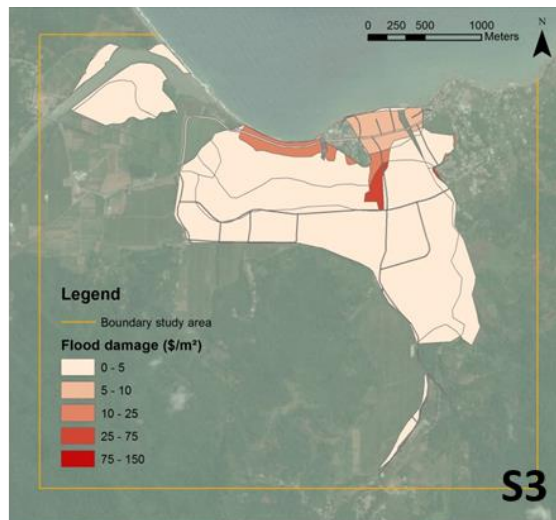 0 250 500 1000
Meters
N
Legend
Boundary study area
Flood damage ($/m²)
0 - 5
5 - 10
10 - 25
25 - 75
75 - 150
S3